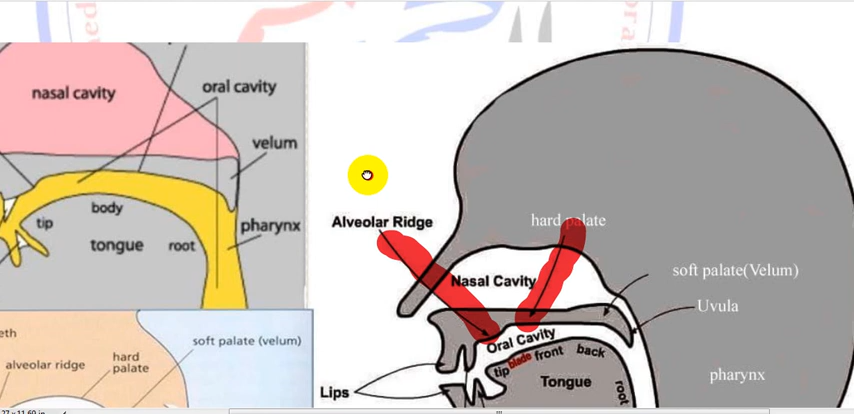 nasal cavity
oral cavity
velum
body
tip
pharynx
tongue
root
eth
alveolar ridge
hard
palate
soft palate (velum)
Alveolar Ridge
hard palate
Nasal Cavity
soft palate(Velum)
Uvula
Oral Cavity
tip blade front back
Tongue
root
Lips
pharynx